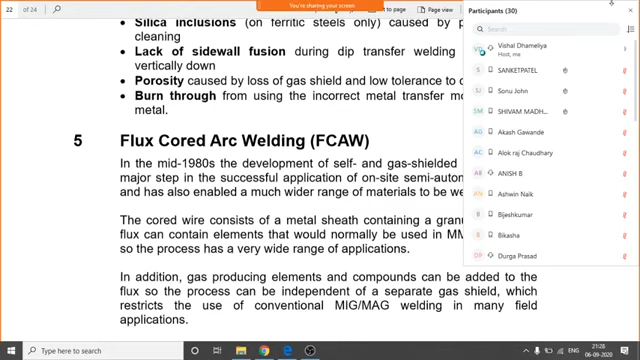 22
of 24
You're sharing your screen
to page
Page view
Participants (30)
Search
• Silica inclusions (on ferritic steels only) caused by p
cleaning
• Lack of sidewall fusion during dip transfer welding
vertically down
• Porosity caused by loss of gas shield and low tolerance to c
• Burn through from using the incorrect metal transfer mo
metal.
5 Flux Cored Arc Welding (FCAW)
In the mid-1980s the development of self- and gas-shielded
major step in the successful application of on-site semi-autom
and has also enabled a much wider range of materials to be we
The cored wire consists of a metal sheath containing a granu
flux can contain elements that would normally be used in MM
so the process has a very wide range of applications.
In addition, gas producing elements and compounds can be added to the
flux so the process can be independent of a separate gas shield, which
restricts the use of conventional MIG/MAG welding in many field
applications.
VD
Vishal Dhameliya
Host, me
S
SANKETPATEL
SJ
Sonu John
SM
SHIVAM MADH...
AG
Akash Gawande
AC
Alok raj Chaudhary
AB
ANISH B
AN
Ashwin Naik
B
Bijeshkumar
B
Bikasha
DP
Durga Prasad
Type here to search
ENG
21:28
06-09-2020